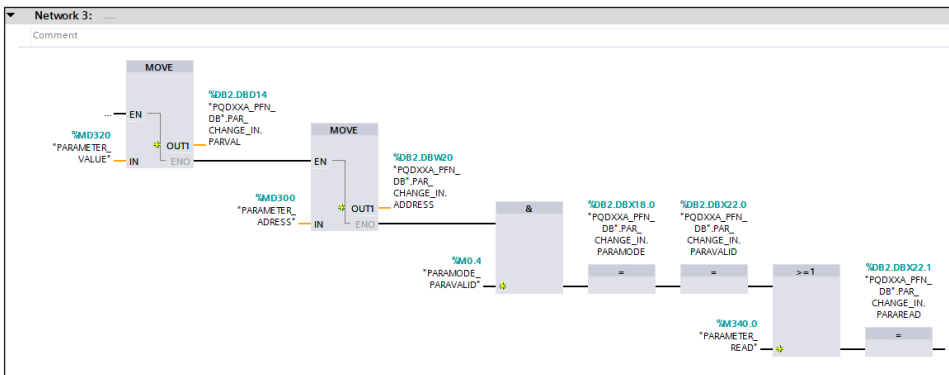 Network 3: .....
Comment
MOVE
%DB2.DBD14
"PQDXXA_PFN_
DB".PAR_
CHANGE_IN.
PARVAL
... EN
%MD320
"PARAMETER_
VALUE" IN
OUT1
ENO
MOVE
%DB2.DBW20
"PQDXXA_PFN_
DB".PAR_
CHANGE_IN.
ADDRESS
EN
%MD300
"PARAMETER_
ADRESS" IN
OUT1
ENO
&
%M0.4
"PARAMODE_
PARAVALID"
%DB2.DBX18.0
"PQDXXA_PFN_
DB".PAR_
CHANGE_IN.
PARAMODE
=
%DB2.DBX22.0
"PQDXXA_PFN_
DB".PAR_
CHANGE_IN.
PARAVALID
=
>=1
%M340.0
"PARAMETER_
READ"
%DB2.DBX22.1
"PQDXXA_PFN_
DB".PAR_
CHANGE_IN.
PARAREAD
=